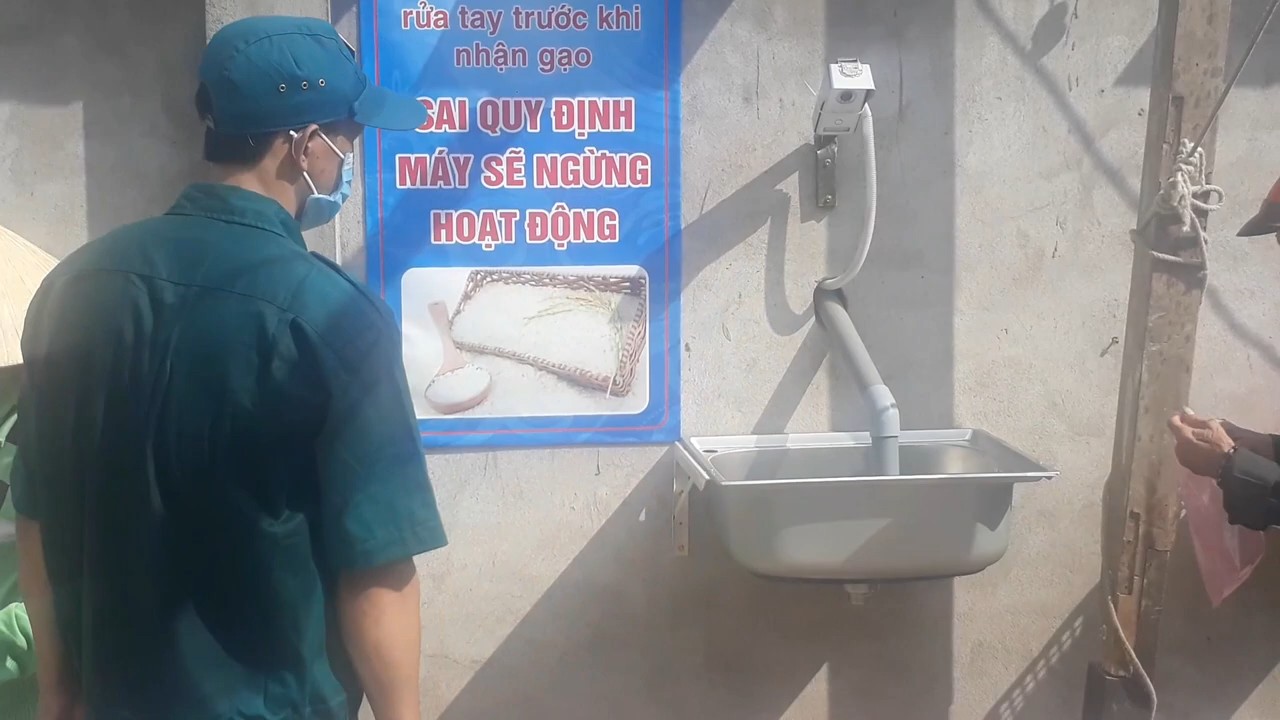 rửa tay trước khi
nhận gạo
SAI QUY ĐỊNH
MÁY SẼ NGỪNG
HOẠT ĐỘNG